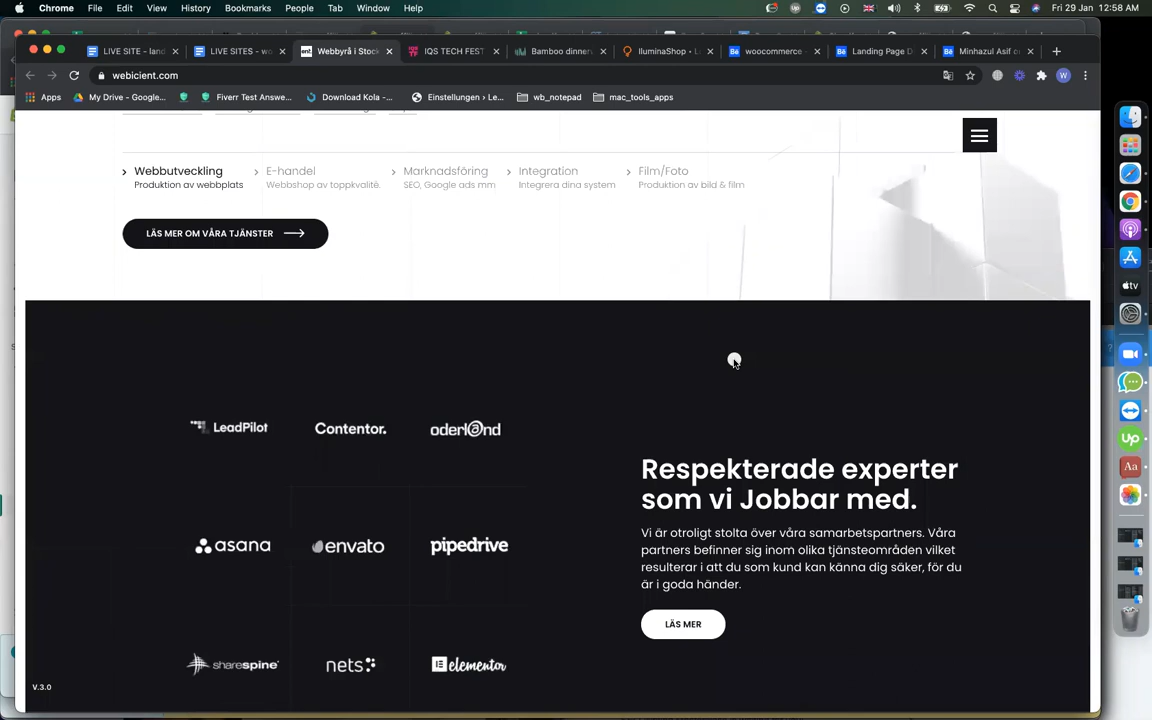 Chrome File Edit View History Bookmarks People Tab Window Help
Fri 29 Jan 12:58 AM
LIVE SITE - land
LIVE SITES - wo
Webbyrå i Stock
IQS TECH FEST
Bamboo dinnerw
IluminaShop
woocommerce
Landing Page D
Minhazul Asif o
webicient.com
W
Apps
My Drive - Google...
Fiverr Test Answe...
Download Kola -...
Einstellungen › Le...
wb_notepad
mac_tools_apps
Webbutveckling
Produktion av webbplats
E-handel
Webbshop av toppkvalité.
Marknadsföring
SEO, Google ads mm
Integration
Integrera dina system
Film/Foto
Produktion av bild & film
LÄS MER OM VÅRA TJÄNSTER
LeadPilot
Contentor.
oderland
asana
envato
pipedrive
sharespine
nets
elementor
Respekterade experter
som vi Jobbar med.
Vi är otroligt stolta över våra samarbetspartners. Våra
partners befinner sig inom olika tjänsteområden vilket
resulterar i att du som kund kan känna dig säker, för du
är i goda händer.
LÄS MER
V.3.0
tv
Up
Aa